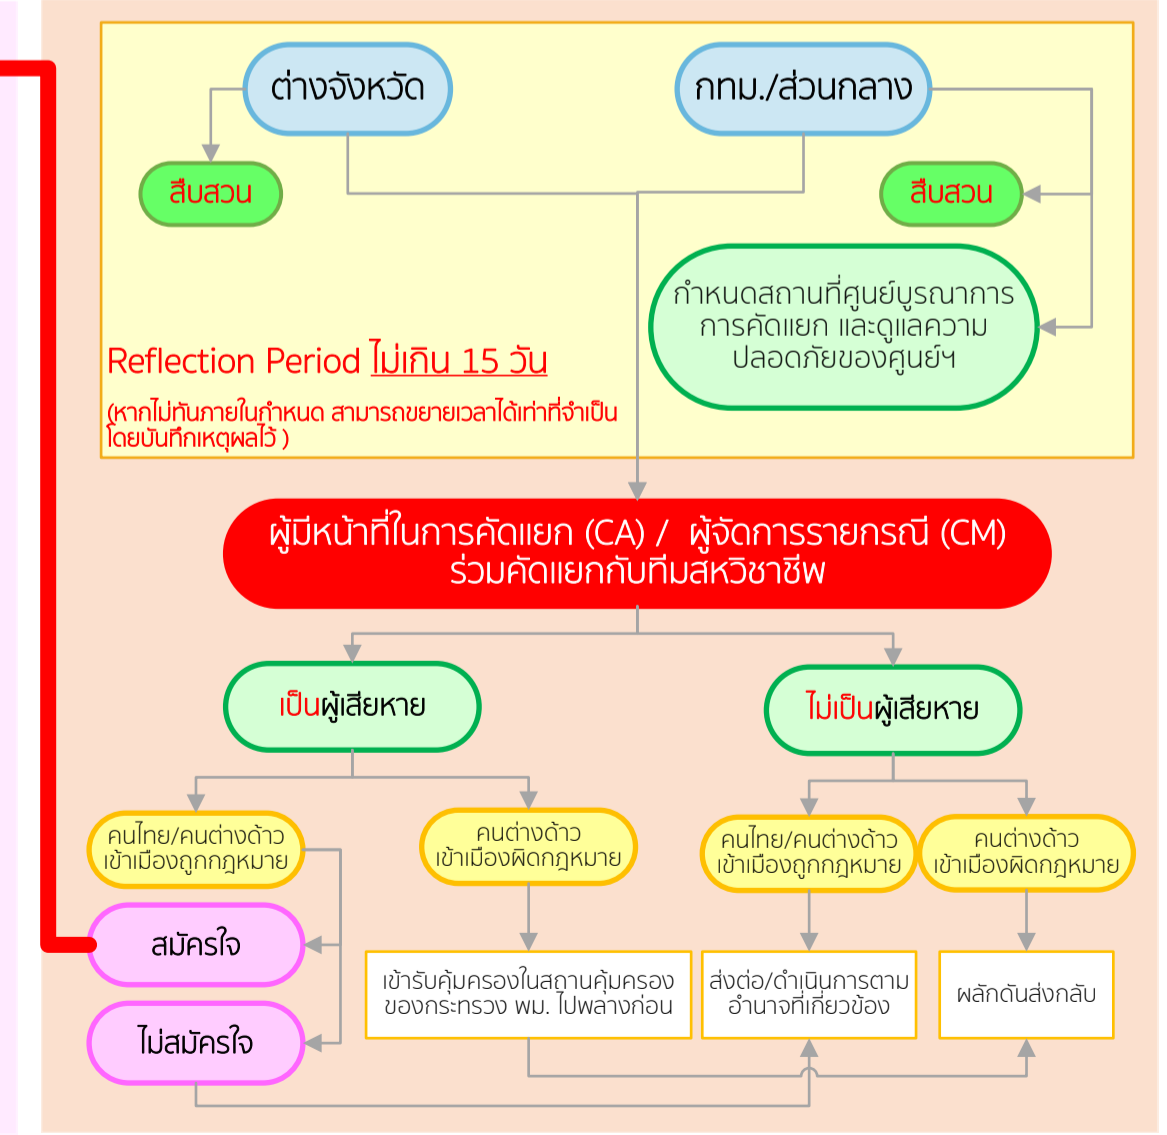 ต่างจังหวัด
กทม./ส่วนกลาง
สืบสวน
สืบสวน
กำหนดสถานที่ศูนย์บูรณาการ
การคัดแยก และดูแลความ
ปลอดภัยของศูนย์ฯ
Reflection Period ไม่เกิน 15 วัน
(หากไม่ทันภายในกำหนด สามารถขยายเวลาได้เท่าที่จำเป็น
โดยบันทึกเหตุผลไว้ )
ผู้มีหน้าที่ในการคัดแยก (CA) / ผู้จัดการรายกรณี (CM)
ร่วมคัดแยกกับทีมสหวิชาชีพ
เป็นผู้เสียหาย
ไม่เป็นผู้เสียหาย
คนไทย/คนต่างด้าว
เข้าเมืองถูกกฎหมาย
คนต่างด้าว
เข้าเมืองผิดกฎหมาย
คนไทย/คนต่างด้าว
เข้าเมืองถูกกฎหมาย
คนต่างด้าว
เข้าเมืองผิดกฎหมาย
สมัครใจ
ไม่สมัครใจ
เข้ารับคุ้มครองในสถานคุ้มครอง
ของกระทรวง พม. ไปพลางก่อน
ส่งต่อ/ดำเนินการตาม
อำนาจที่เกี่ยวข้อง
ผลักดันส่งกลับ